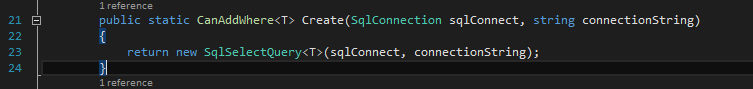 1 reference
21 public static CanAddWhere<T> Create(SqlConnection sqlConnect, string connectionString)
22 {
23 return new SqlSelectQuery<T>(sqlConnect, connectionString);
24 }
1 reference